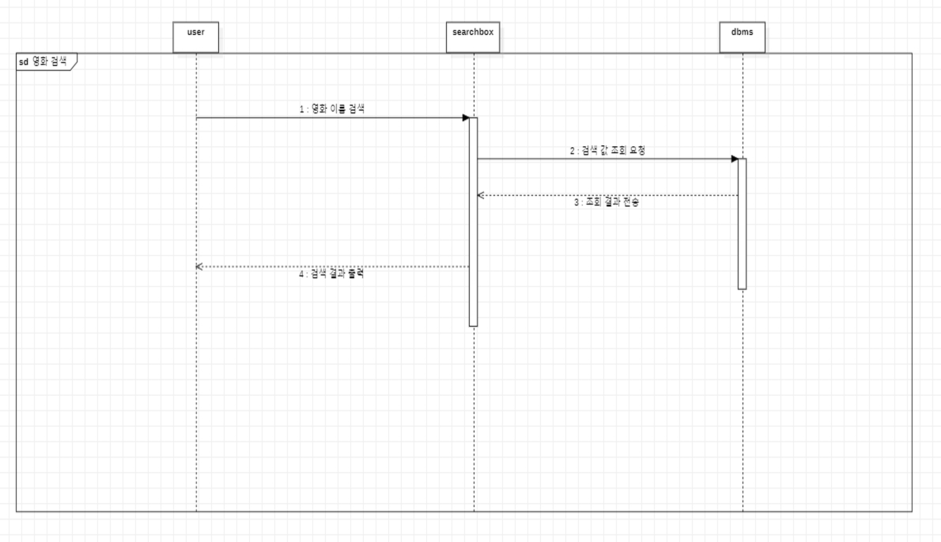 user
searchbox
dbms
sd 영화 검색
1 : 영화 이름 검색
2 : 검색 값 조회 요청
3 : 조회 결과 전송
4 : 검색 결과 출력